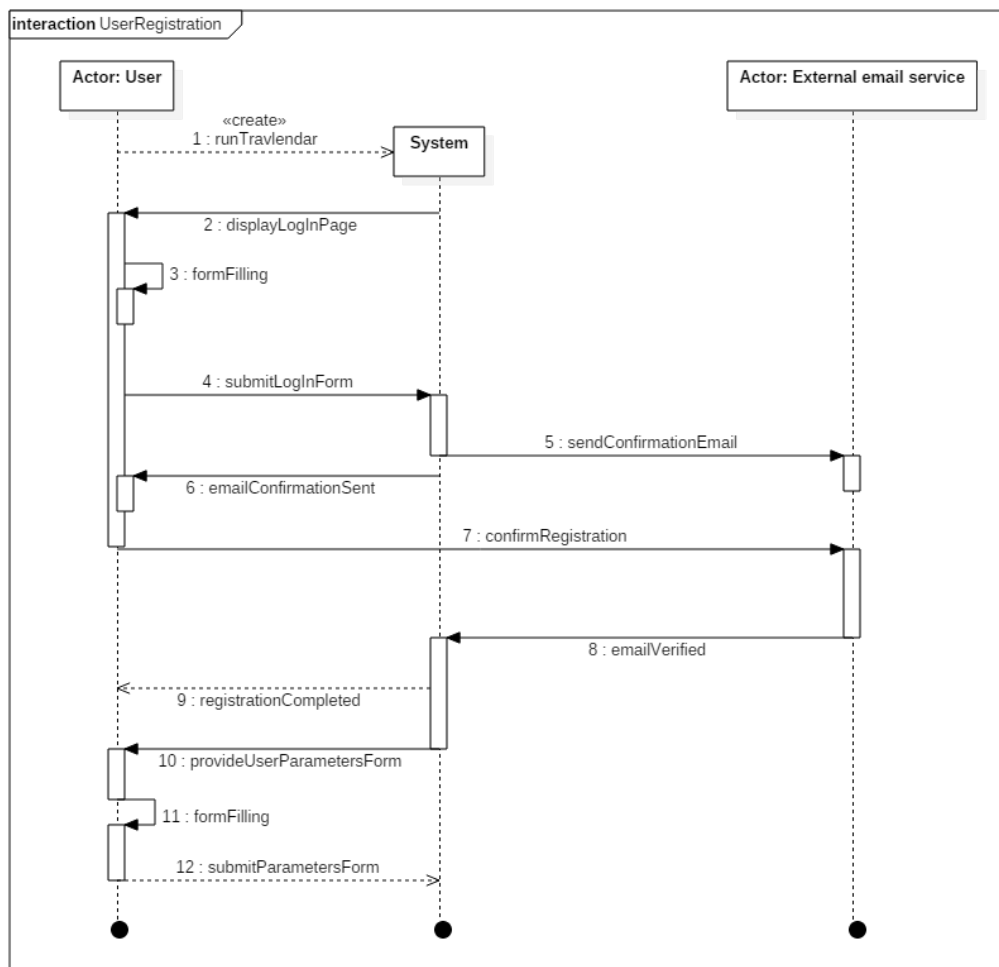 interaction UserRegistration
Actor: User
Actor: External email service
«create»
1 : runTravlendar
System
2 : displayLogInPage
3 : formFilling
4 : submitLogInForm
5 : sendConfirmationEmail
6 : emailConfirmationSent
7 : confirmRegistration
8 : emailVerified
9 : registrationCompleted
10 : provideUserParametersForm
11 : formFilling
12 : submitParametersForm